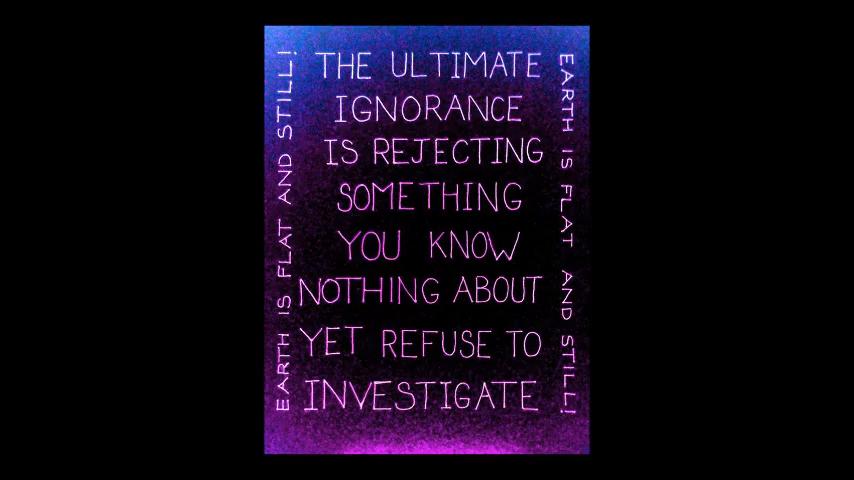 EARTH IS FLAT AND STILL!
THE ULTIMATE
IGNORANCE
IS REJECTING
SOMETHING
YOU KNOW
NOTHING ABOUT
YET REFUSE TO
INVESTIGATE
EARTH IS FLAT AND STILL!